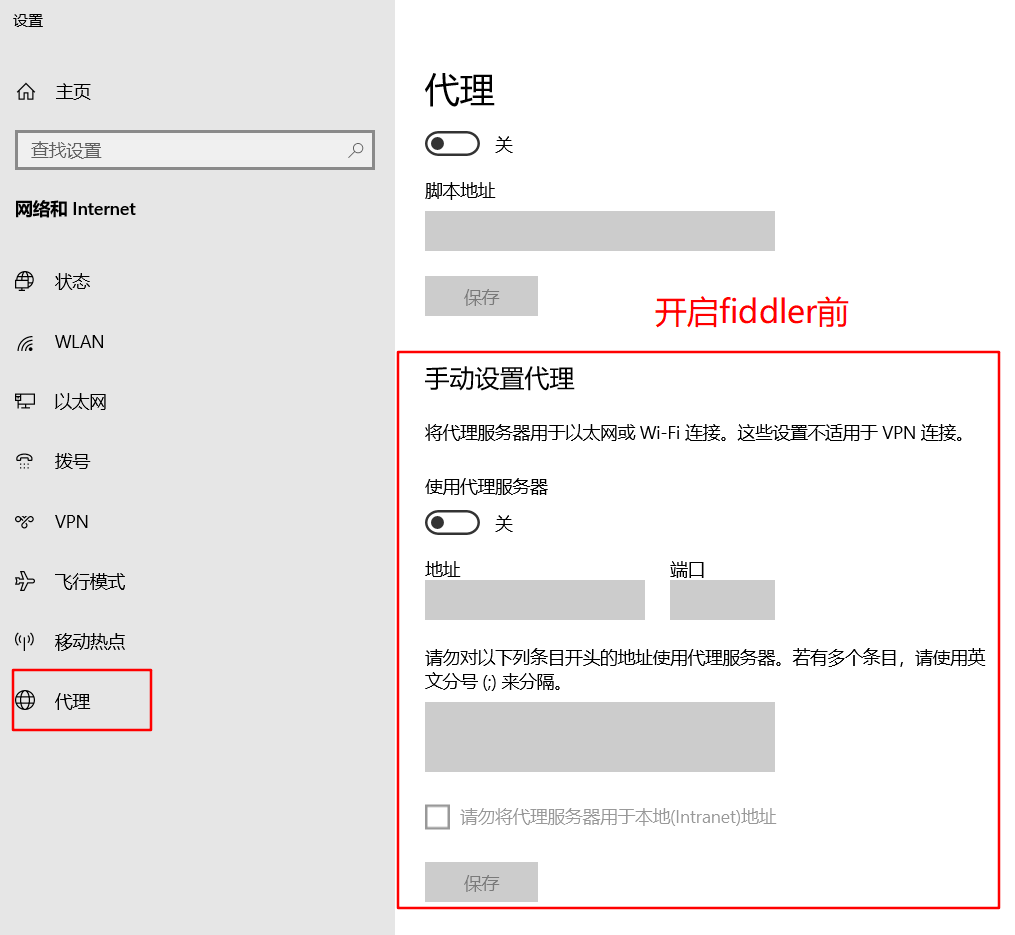 设置
主页
查找设置
网络和 Internet
状态
WLAN
以太网
拨号
VPN
飞行模式
移动热点
代理
代理
关
脚本地址
保存
开启fiddler前
手动设置代理
将代理服务器用于以太网或 Wi-Fi 连接。这些设置不适用于 VPN 连接。
使用代理服务器
关
地址 端口
请勿对以下列条目开头的地址使用代理服务器。若有多个条目，请使用英
文分号 (;) 来分隔。
请勿将代理服务器用于本地(Intranet)地址
保存